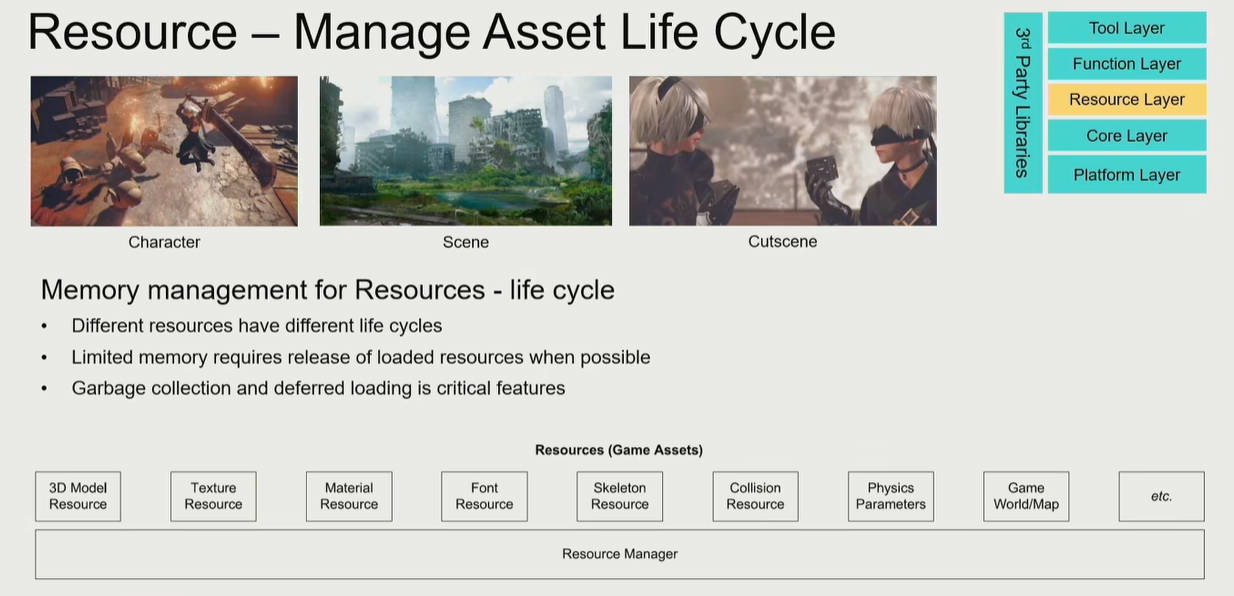 Resource – Manage Asset Life Cycle
3rd Party Libraries
Tool Layer
Function Layer
Resource Layer
Core Layer
Platform Layer
Character
Scene
Cutscene
Memory management for Resources - life cycle
• Different resources have different life cycles
• Limited memory requires release of loaded resources when possible
• Garbage collection and deferred loading is critical features
Resources (Game Assets)
3D Model
Resource
Texture
Resource
Material
Resource
Font
Resource
Skeleton
Resource
Collision
Resource
Physics
Parameters
Game
World/Map
etc.
Resource Manager